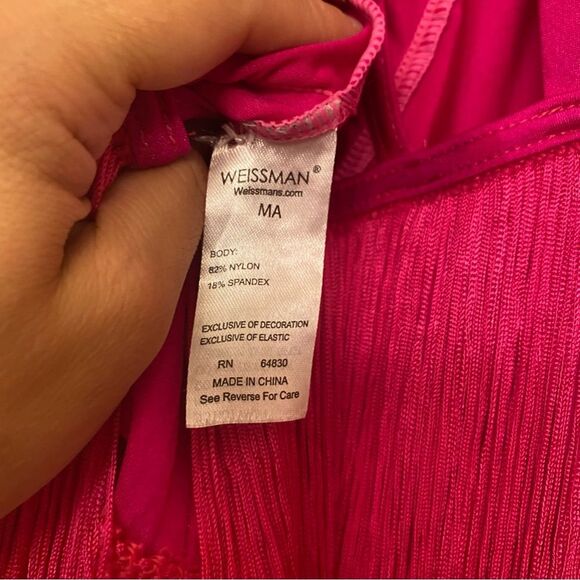 WEISSMAN®
Weissmans.com
MA
BODY:
82% NYLON
18% SPANDEX
EXCLUSIVE OF DECORATION
EXCLUSIVE OF ELASTIC
RN 64830
MADE IN CHINA
See Reverse For Care